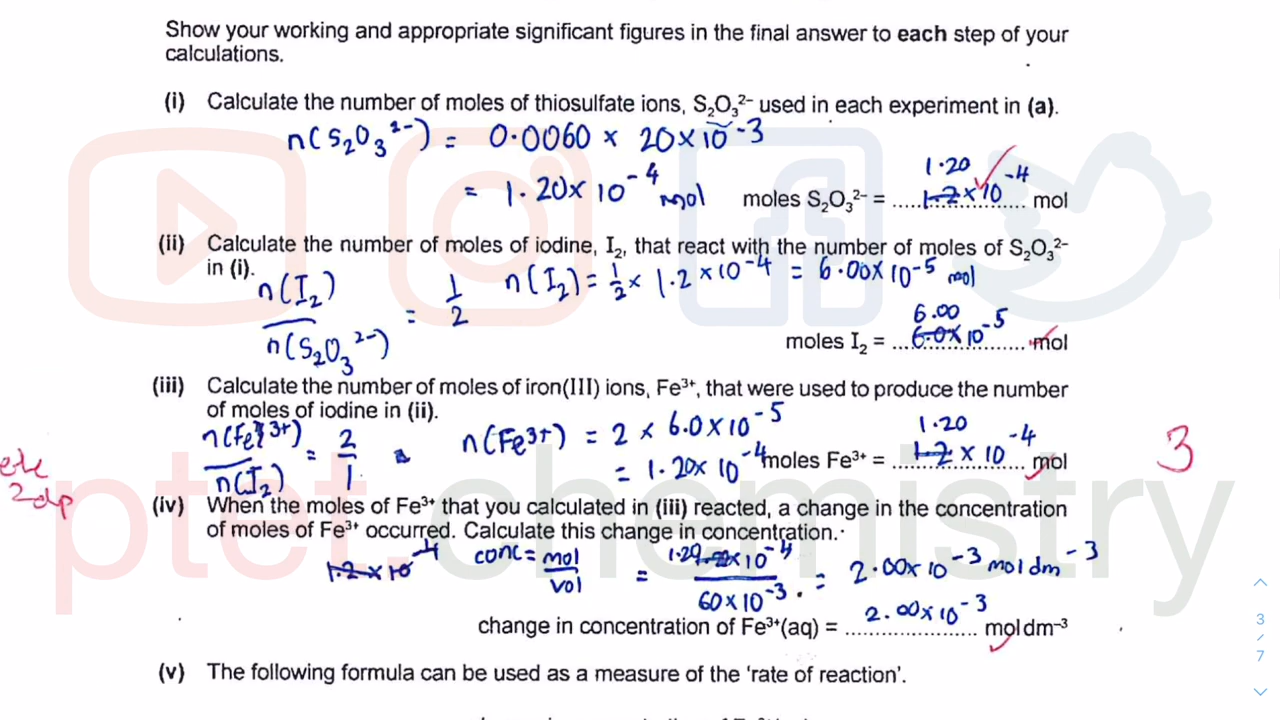 Show your working and appropriate significant figures in the final answer to each step of your
calculations.
(i) Calculate the number of moles of thiosulfate ions, S₂O₃²⁻ used in each experiment in (a).
n(S₂O₃²⁻) = 0.0060 × 20×10⁻³
= 1.20×10⁻⁴ mol
1.20
moles S₂O₃²⁻ = ....1.2×10⁻⁴.... mol
(ii) Calculate the number of moles of iodine, I₂, that react with the number of moles of S₂O₃²⁻
in (i).
n(I₂) / n(S₂O₃²⁻) = 1/2
n(I₂) = 1/2 × 1.2×10⁻⁴ = 6.00×10⁻⁵ mol
6.00
moles I₂ = ...6.0×10⁻⁵... mol
(iii) Calculate the number of moles of iron(III) ions, Fe³⁺, that were used to produce the number
of moles of iodine in (ii).
n(Fe³⁺) / n(I₂) = 2/1
n(Fe³⁺) = 2 × 6.0×10⁻⁵
= 1.20×10⁻⁴
1.20
moles Fe³⁺ = ...1.2×10⁻⁴... mol
3
2dp
ptet.chemistry
(iv) When the moles of Fe³⁺ that you calculated in (iii) reacted, a change in the concentration
of moles of Fe³⁺ occurred. Calculate this change in concentration.
1.2×10⁻⁴
conc = mol/vol
= 1.20×10⁻⁴ / 60×10⁻³ = 2.00×10⁻³ mol dm⁻³
2.00×10⁻³
change in concentration of Fe³⁺(aq) = ...................... mol dm⁻³
(v) The following formula can be used as a measure of the 'rate of reaction'.
3
/
7